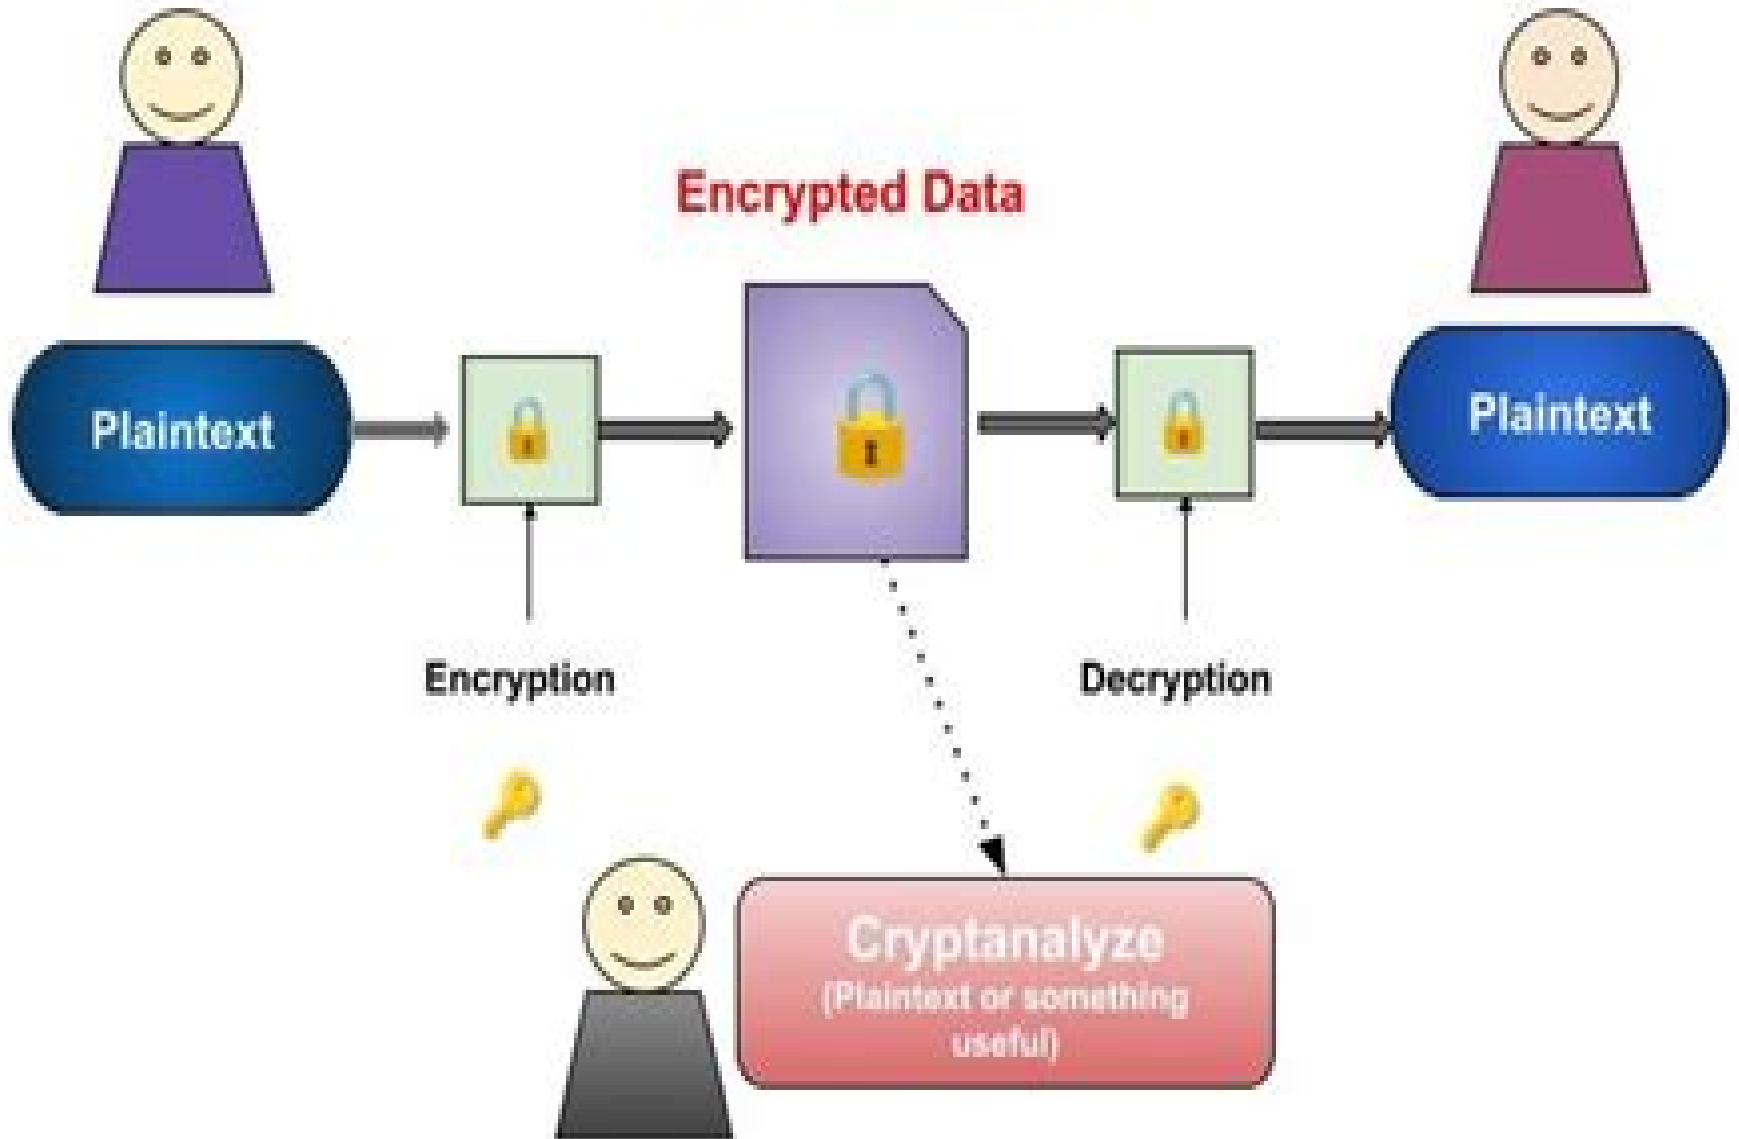 Encrypted Data
Plaintext
Plaintext
Encryption
Decryption
Cryptanalyze
(Plaintext or something
useful)